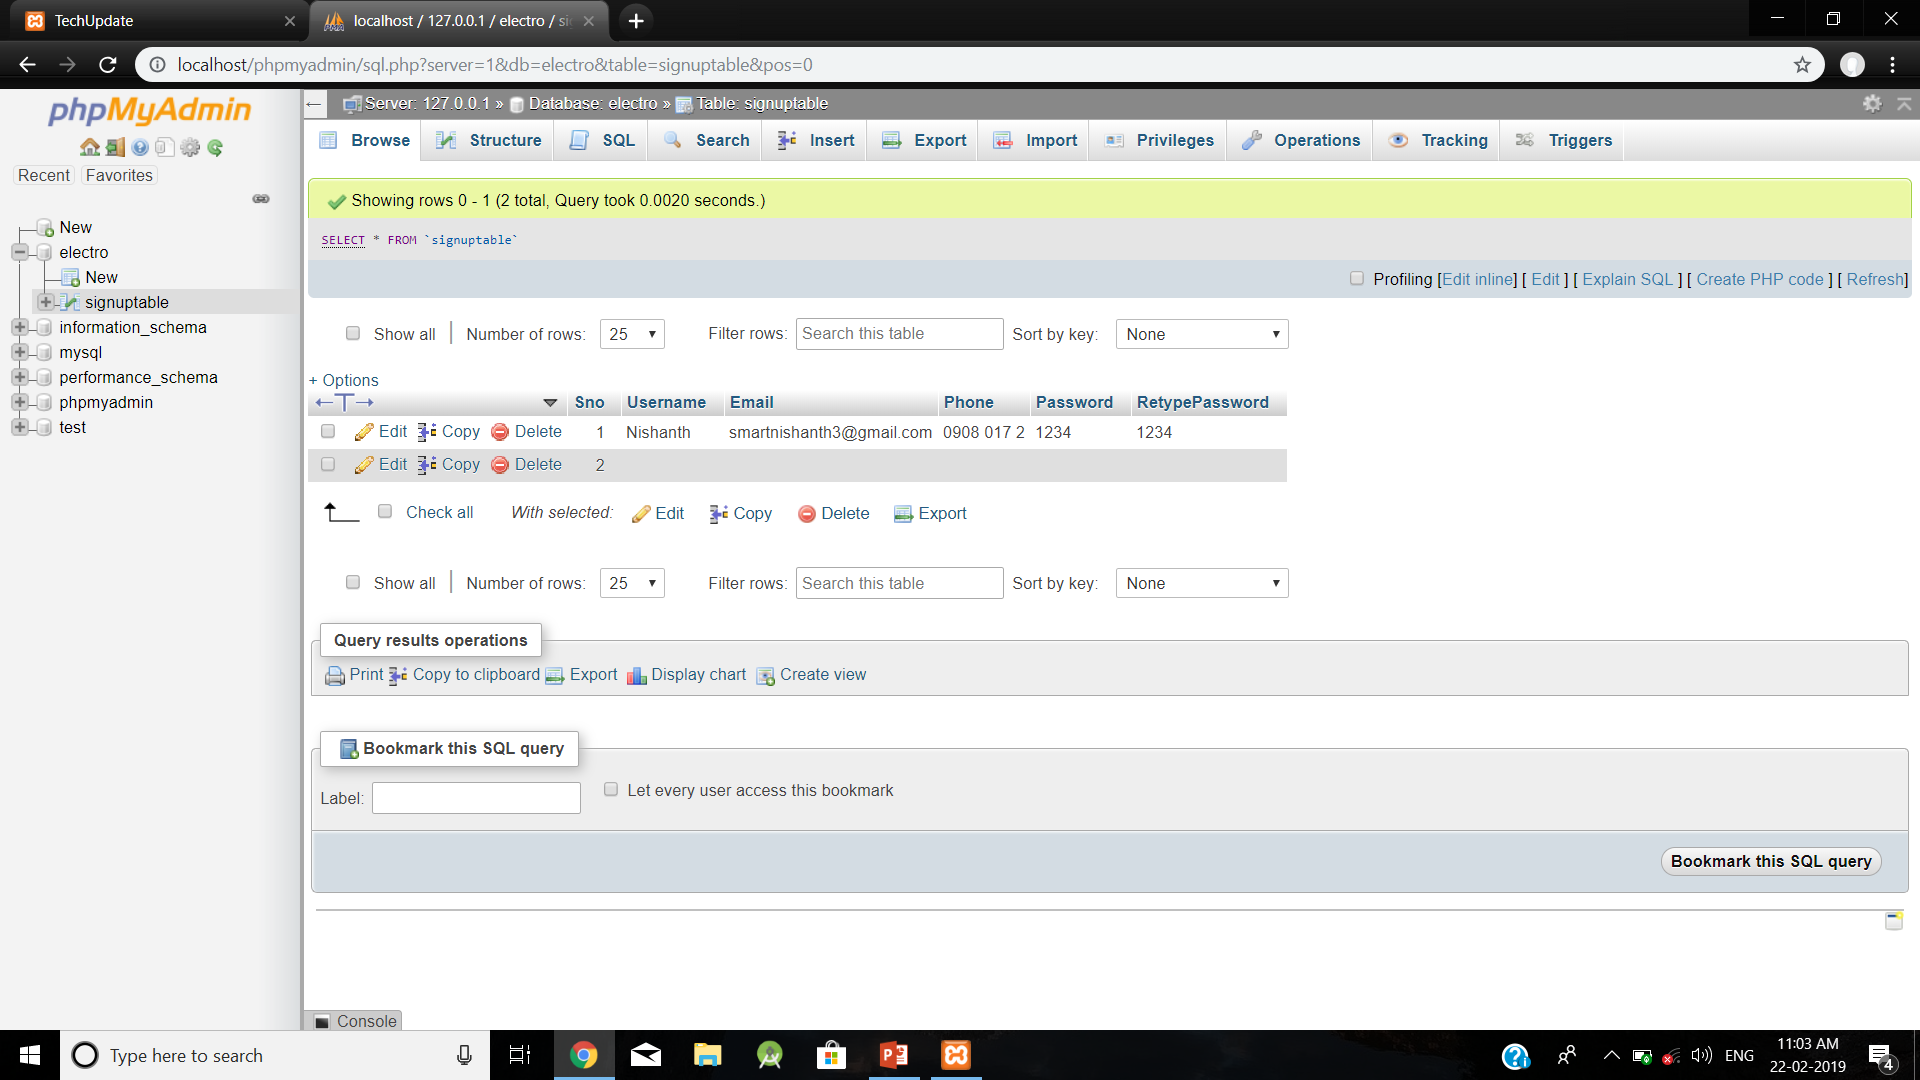 TechUpdate
localhost / 127.0.0.1 / electro / si
localhost/phpmyadmin/sql.php?server=1&db=electro&table=signuptable&pos=0
phpMyAdmin
Recent Favorites
New
electro
New
signuptable
information_schema
mysql
performance_schema
phpmyadmin
test
Server: 127.0.0.1 » Database: electro » Table: signuptable
Browse Structure SQL Search Insert Export Import Privileges Operations Tracking Triggers
Showing rows 0 - 1 (2 total, Query took 0.0020 seconds.)
SELECT * FROM `signuptable`
Profiling [Edit inline] [ Edit ] [ Explain SQL ] [ Create PHP code ] [ Refresh]
Show all Number of rows: 25 Filter rows: Search this table Sort by key: None
+ Options
Sno Username Email Phone Password RetypePassword
Edit Copy Delete 1 Nishanth smartnishanth3@gmail.com 0908 017 2 1234 1234
Edit Copy Delete 2
Check all With selected: Edit Copy Delete Export
Show all Number of rows: 25 Filter rows: Search this table Sort by key: None
Query results operations
Print Copy to clipboard Export Display chart Create view
Bookmark this SQL query
Label: Let every user access this bookmark
Bookmark this SQL query
Console
Type here to search
ENG
11:03 AM
22-02-2019
4